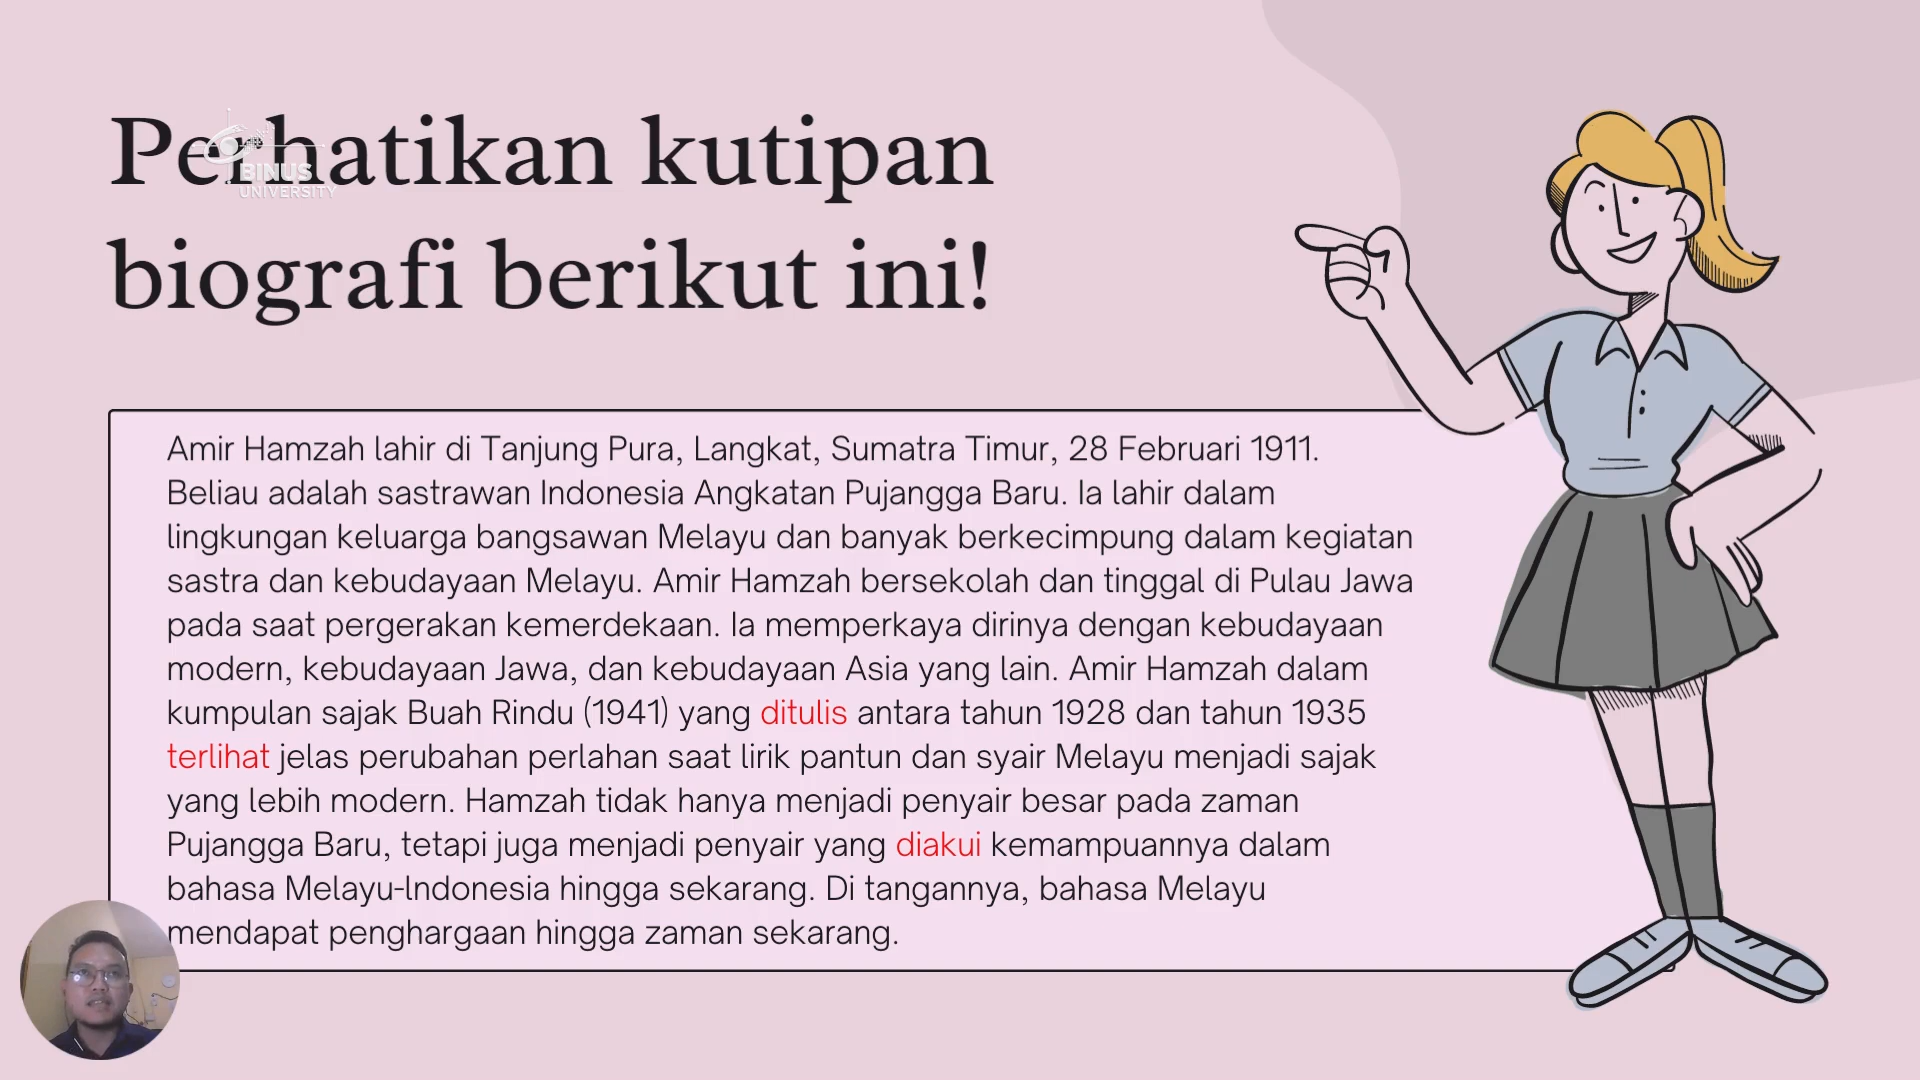 Perhatikan kutipan
biografi berikut ini!
BINUS
UNIVERSITY
Amir Hamzah lahir di Tanjung Pura, Langkat, Sumatra Timur, 28 Februari 1911.
Beliau adalah sastrawan Indonesia Angkatan Pujangga Baru. Ia lahir dalam
lingkungan keluarga bangsawan Melayu dan banyak berkecimpung dalam kegiatan
sastra dan kebudayaan Melayu. Amir Hamzah bersekolah dan tinggal di Pulau Jawa
pada saat pergerakan kemerdekaan. Ia memperkaya dirinya dengan kebudayaan
modern, kebudayaan Jawa, dan kebudayaan Asia yang lain. Amir Hamzah dalam
kumpulan sajak Buah Rindu (1941) yang ditulis antara tahun 1928 dan tahun 1935
terlihat jelas perubahan perlahan saat lirik pantun dan syair Melayu menjadi sajak
yang lebih modern. Hamzah tidak hanya menjadi penyair besar pada zaman
Pujangga Baru, tetapi juga menjadi penyair yang diakui kemampuannya dalam
bahasa Melayu-Indonesia hingga sekarang. Di tangannya, bahasa Melayu
mendapat penghargaan hingga zaman sekarang.